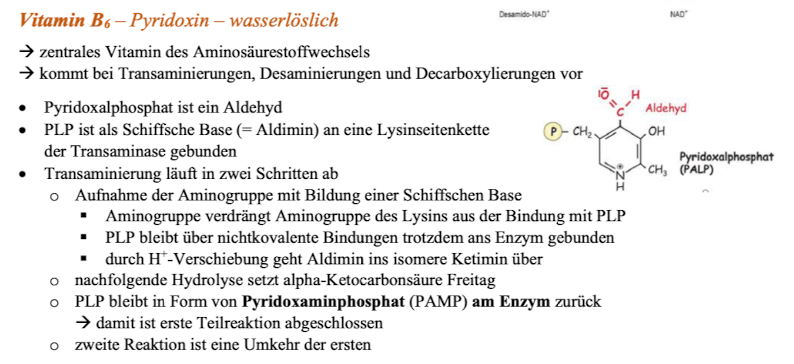 Desamido-NAD⁺ NAD⁺
Vitamin B₆ – Pyridoxin – wasserlöslich
→ zentrales Vitamin des Aminosäurestoffwechsels
→ kommt bei Transaminierungen, Desaminierungen und Decarboxylierungen vor
• Pyridoxalphosphat ist ein Aldehyd
• PLP ist als Schiffsche Base (= Aldimin) an eine Lysinseitenkette
der Transaminase gebunden
• Transaminierung läuft in zwei Schritten ab
o Aufnahme der Aminogruppe mit Bildung einer Schiffschen Base
▪ Aminogruppe verdrängt Aminogruppe des Lysins aus der Bindung mit PLP
▪ PLP bleibt über nichtkovalente Bindungen trotzdem ans Enzym gebunden
▪ durch H⁺-Verschiebung geht Aldimin ins isomere Ketimin über
o nachfolgende Hydrolyse setzt alpha-Ketocarbonsäure Freitag
o PLP bleibt in Form von Pyridoxaminphosphat (PAMP) am Enzym zurück
→ damit ist erste Teilreaktion abgeschlossen
o zweite Reaktion ist eine Umkehr der ersten
O H
C Aldehyd
P – CH₂ OH
N CH₃
H
Pyridoxalphosphat
(PALP)